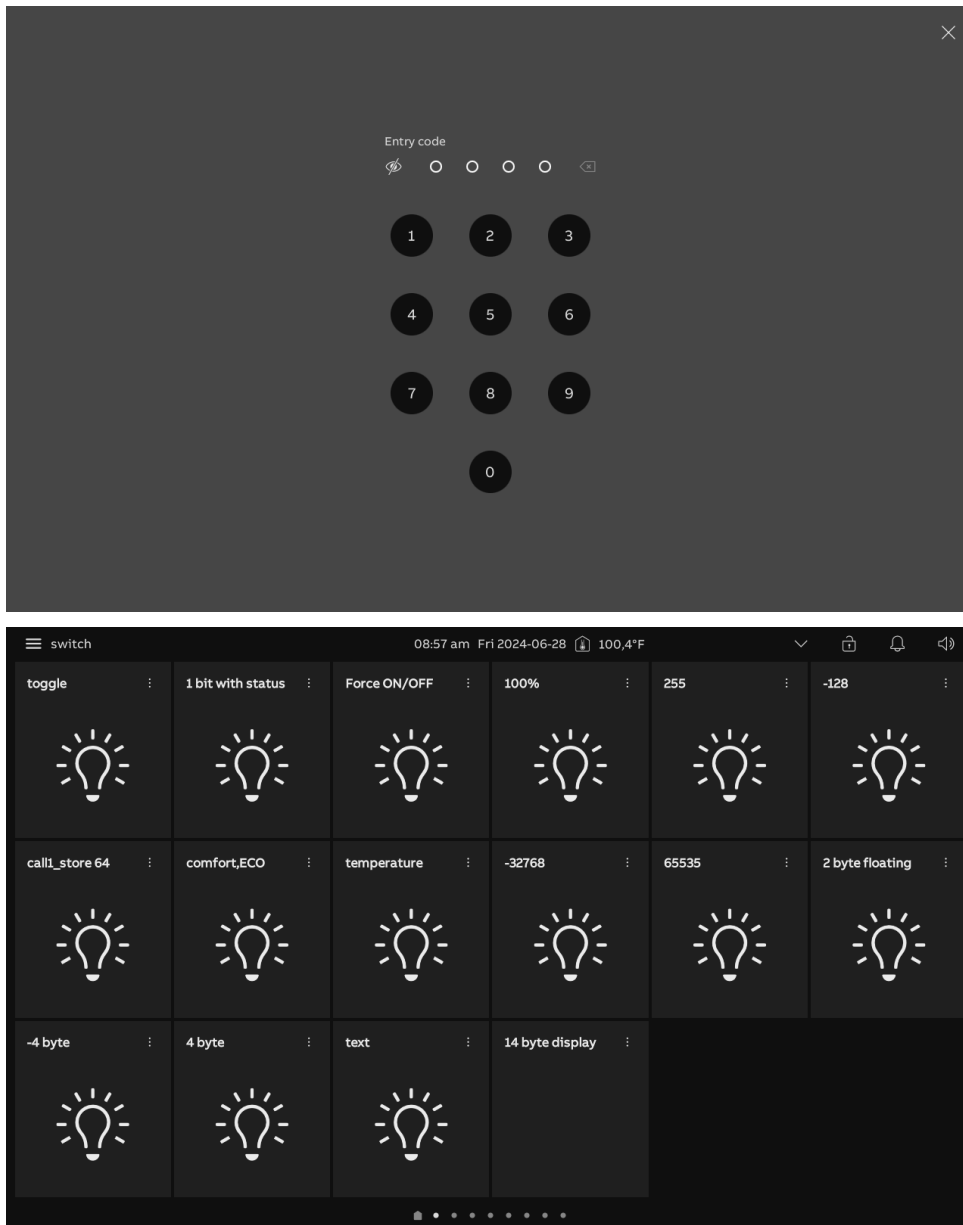 Entry code
1 2 3
4 5 6
7 8 9
0
switch 08:57 am Fri 2024-06-28 100,4°F
toggle 1 bit with status Force ON/OFF 100% 255 -128
call1_store 64 comfort,ECO temperature -32768 65535 2 byte floating
-4 byte 4 byte text 14 byte display